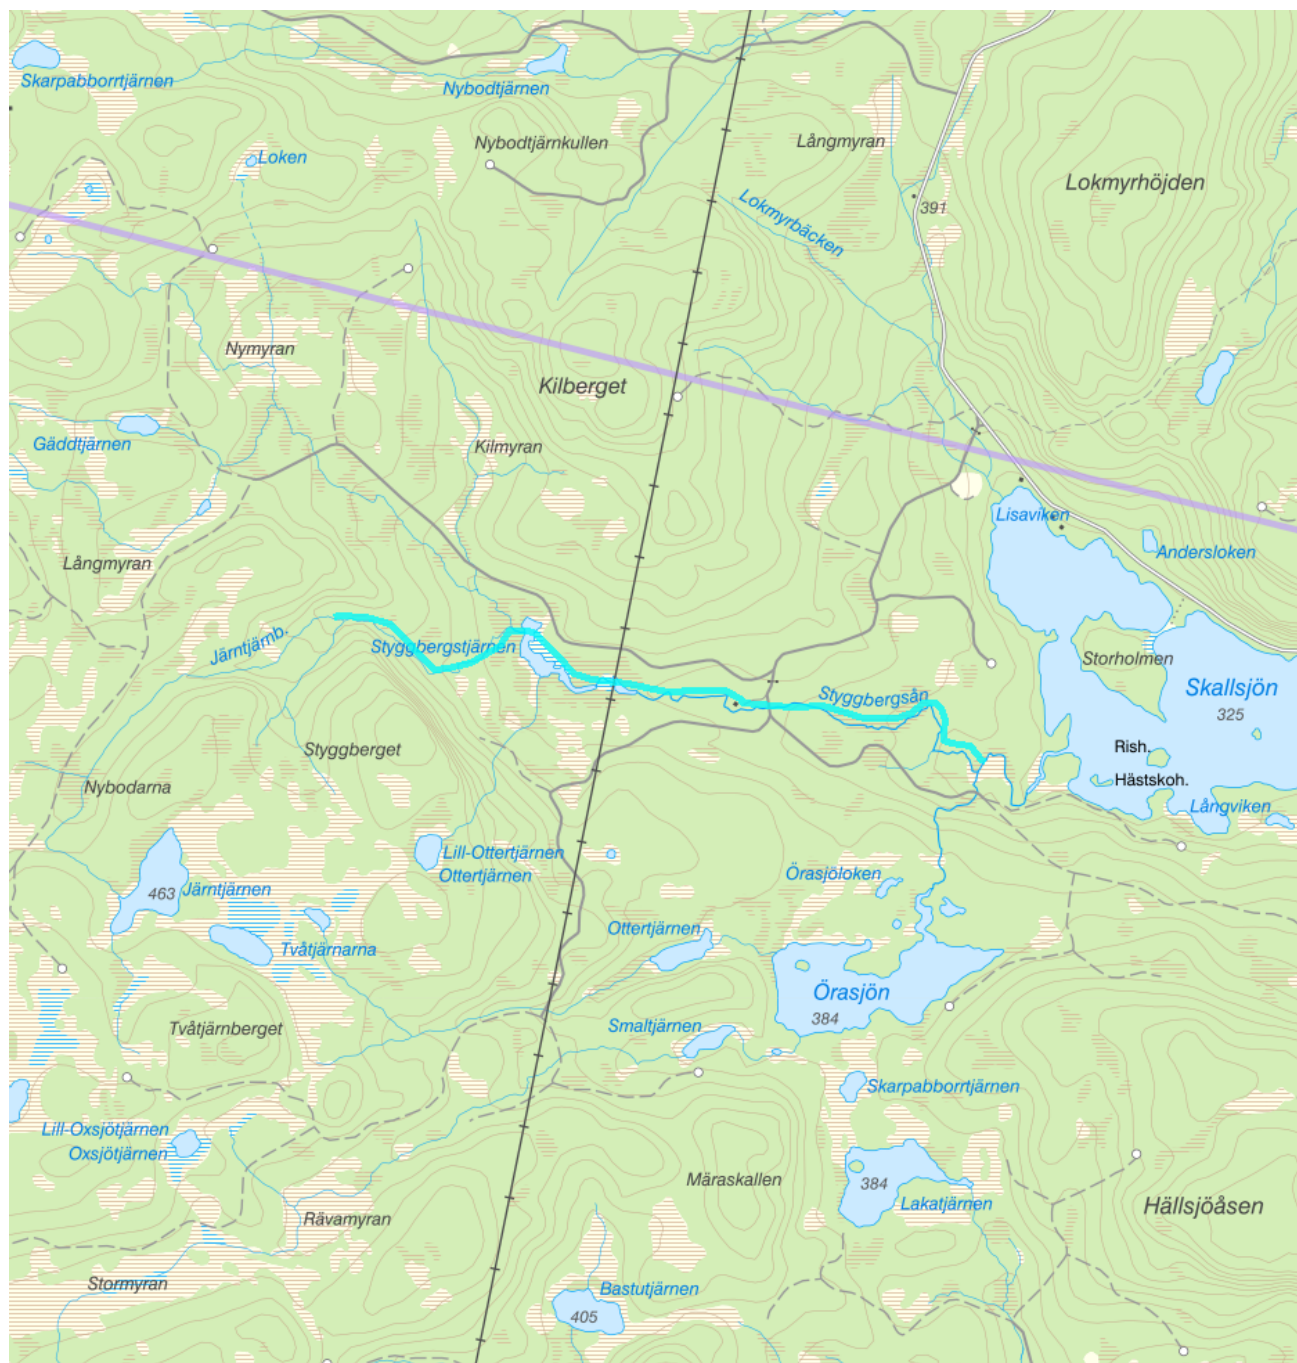 Skarpabborrtjärnen
Nybodtjärnen
Nybodtjärnkullen
Långmyran
Loken
Lokmyrhöjden
391
Lokmyrbäcken
Nymyran
Kilberget
Gäddtjärnen
Kilmyran
Lisaviken
Andersloken
Långmyran
Järntjärnb.
Styggbergstjärnen
Storholmen
Styggbergsån
Skallsjön
325
Styggberget
Rish.
Nybodarna
Hästskoh.
Långviken
Lill-Ottertjärnen
Ottertjärnen
Örasjöloken
463
Järntjärnen
Ottertjärnen
Tvåtjärnarna
Örasjön
384
Tvåtjärnberget
Smaltjärnen
Skarpabborrtjärnen
Lill-Oxsjötjärnen
Oxsjötjärnen
Märaskallen
384
Lakatjärnen
Hällsjöåsen
Rävamyran
Stormyran
Bastutjärnen
405